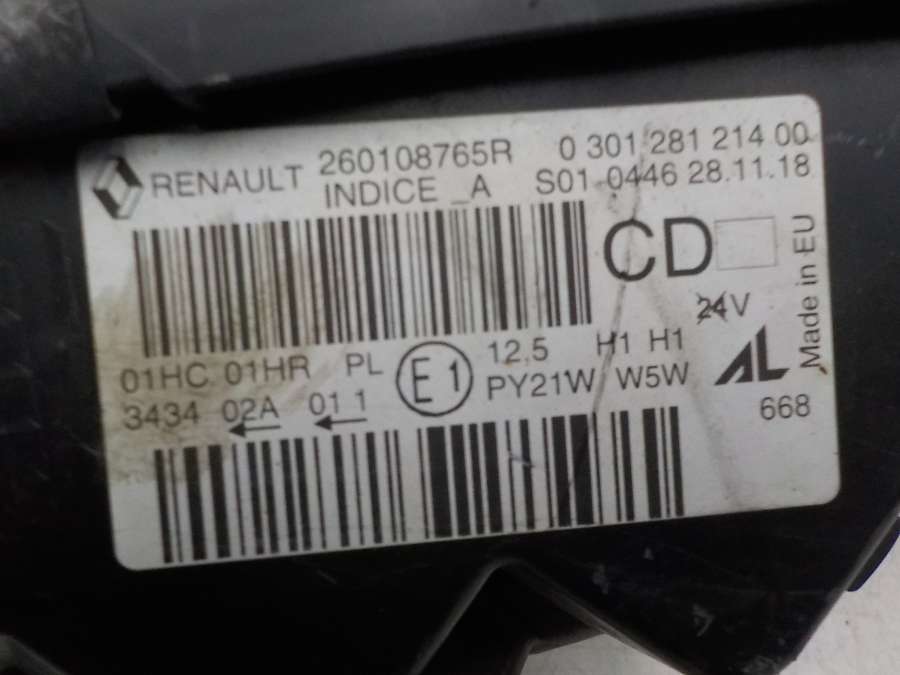 RENAULT 260108765R 0 301 281 214 00
INDICE _A S01 0446 28.11.18
CD
24V
Made in EU
01HC 01HR PL E1 12,5 H1 H1
3434 02A 01 1 PY21W W5W AL
668